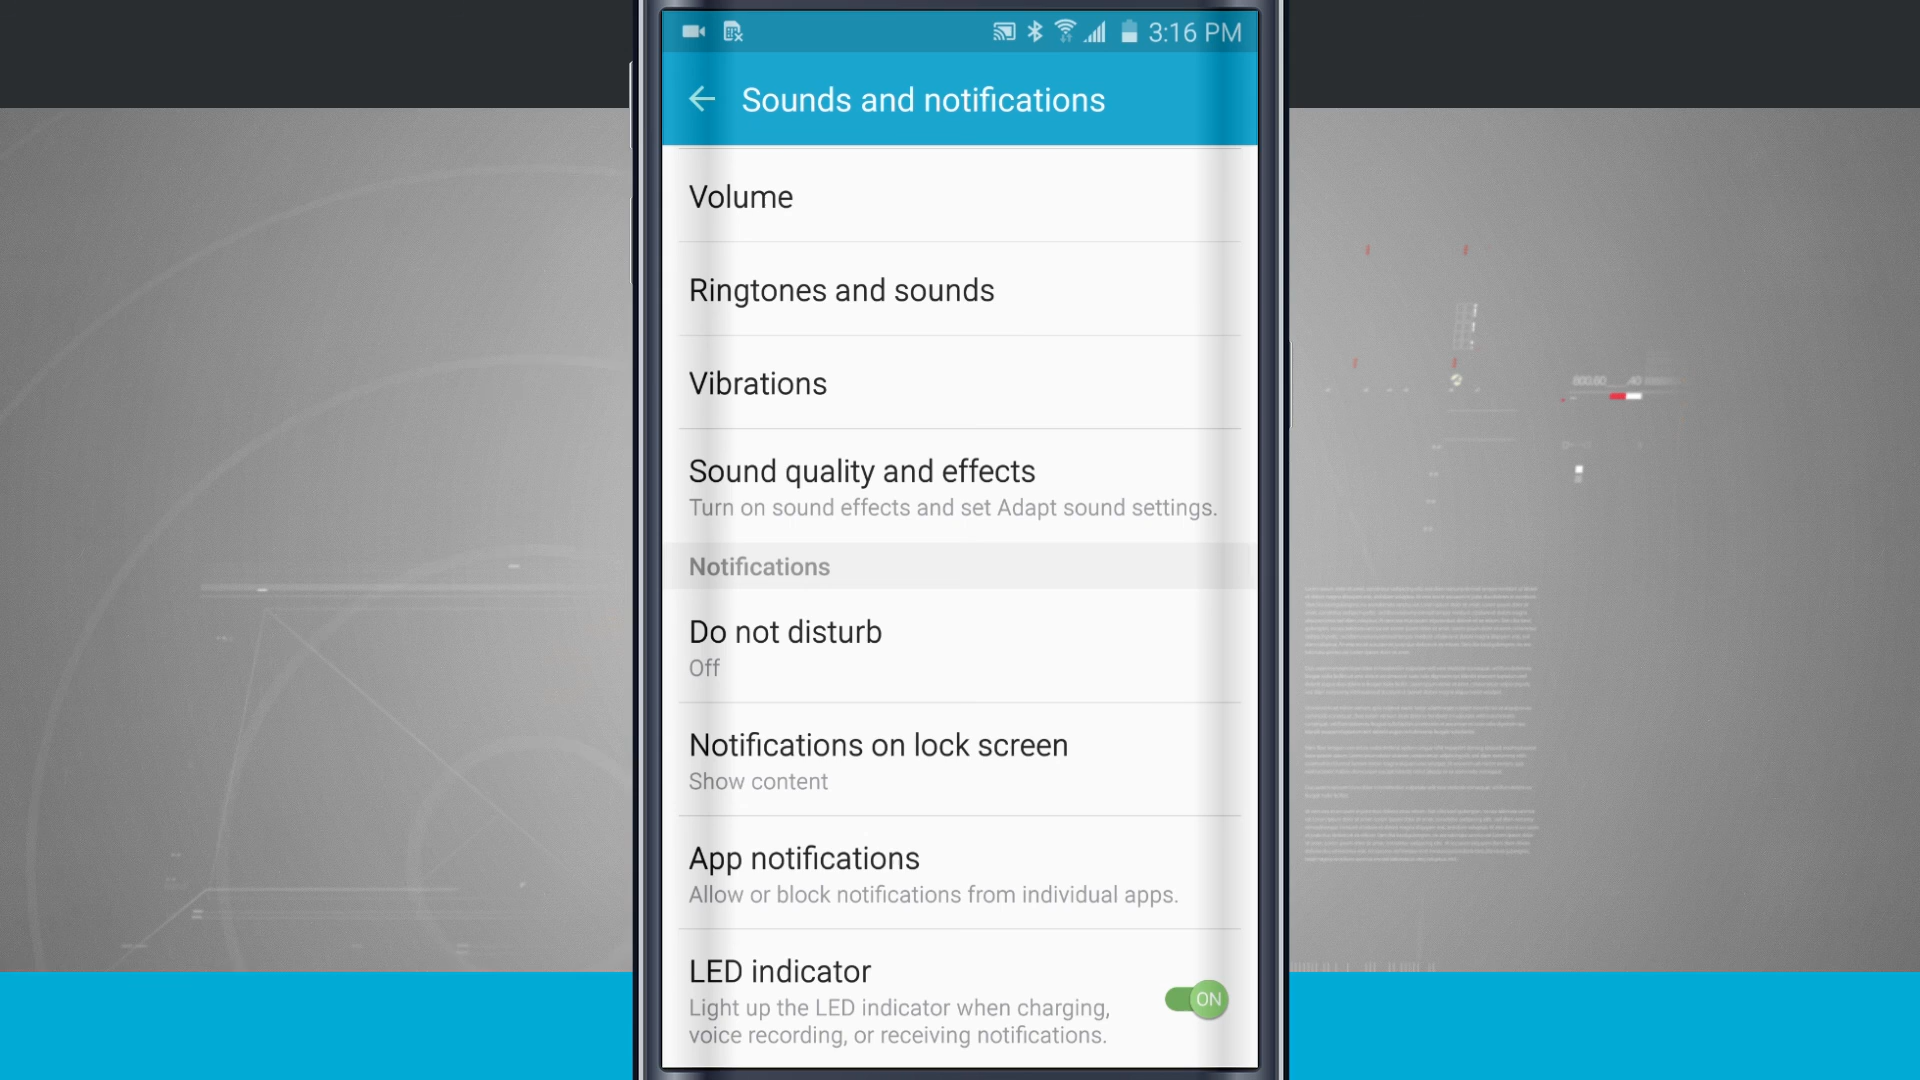 3:16 PM
Sounds and notifications
Volume
Ringtones and sounds
Vibrations
Sound quality and effects
Turn on sound effects and set Adapt sound settings.
Notifications
Do not disturb
Off
Notifications on lock screen
Show content
App notifications
Allow or block notifications from individual apps.
LED indicator
Light up the LED indicator when charging,
voice recording, or receiving notifications.
ON